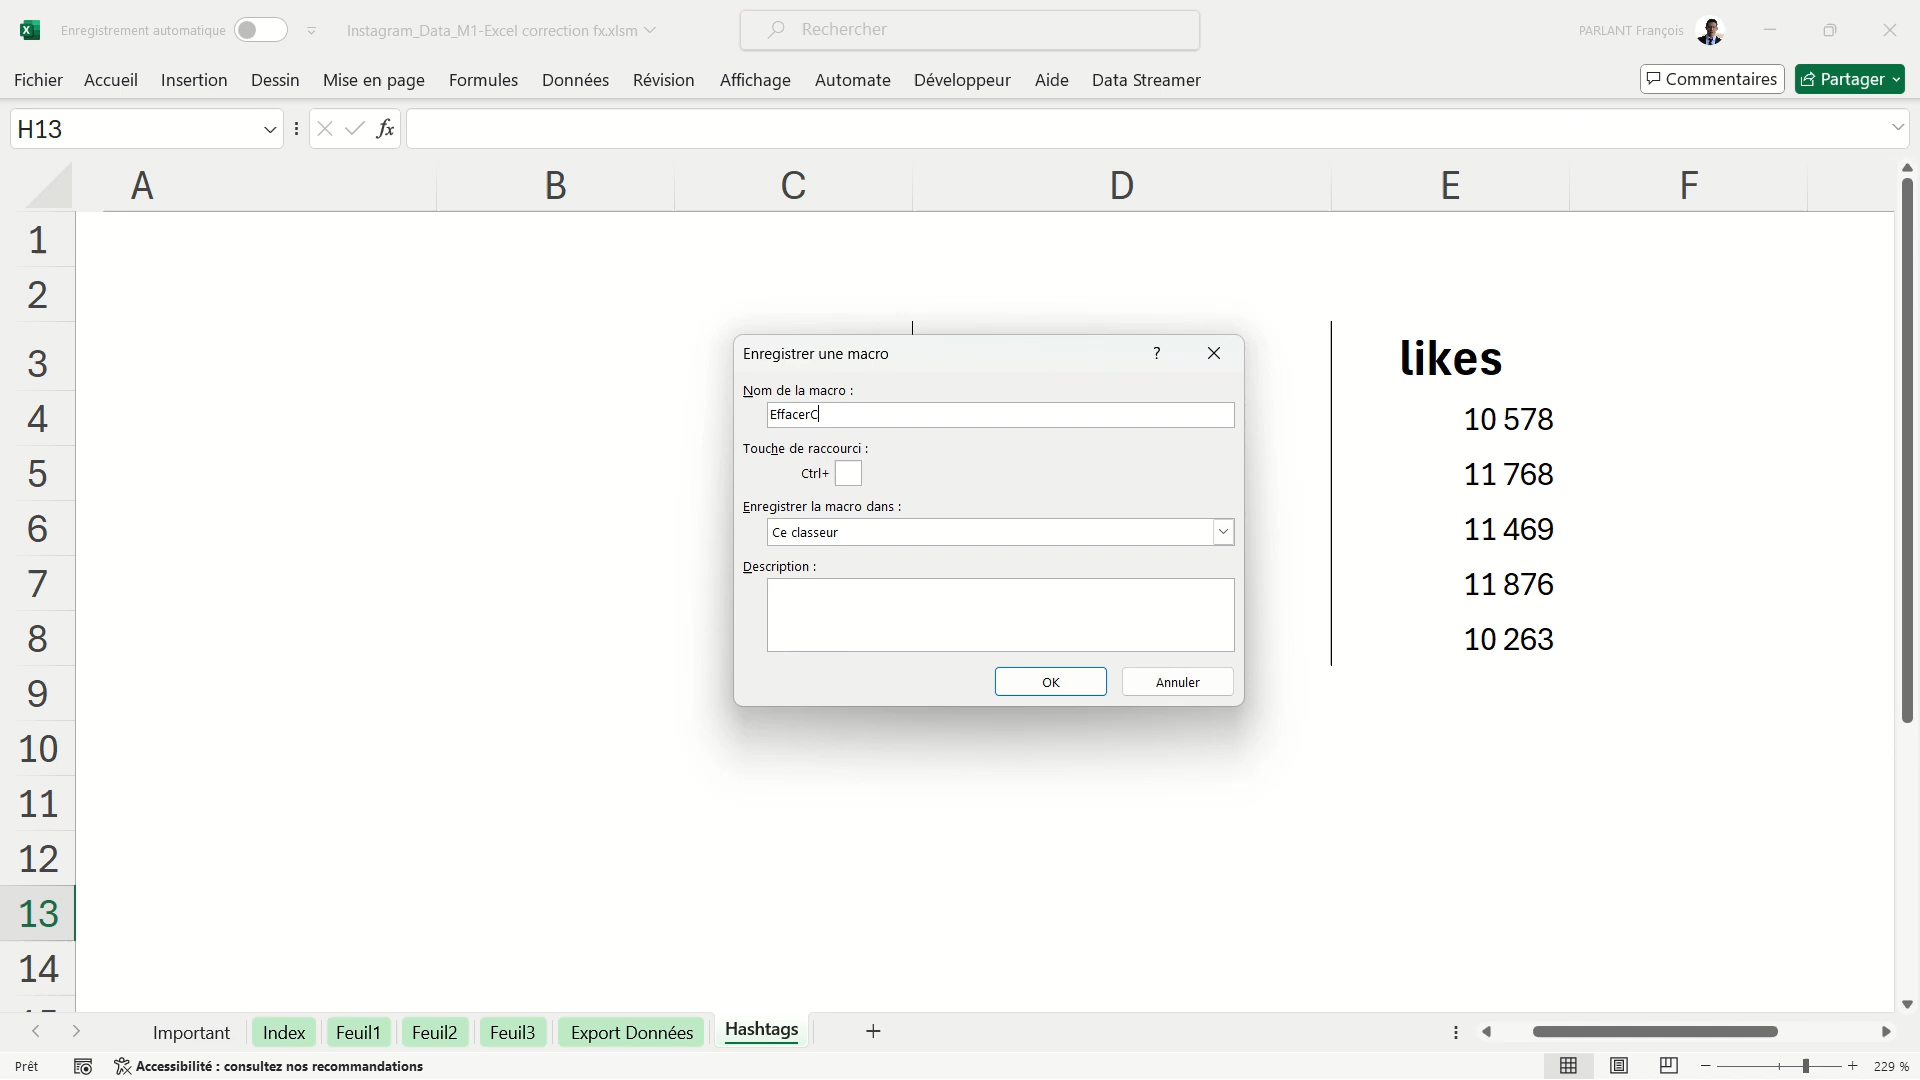 Enregistrement automatique
Instagram_Data_M1-Excel correction fx.xlsm
Rechercher
PARLANT François
Fichier Accueil Insertion Dessin Mise en page Formules Données Révision Affichage Automate Développeur Aide Data Streamer
Commentaires
Partager
H13
fx
A B C D E F
1
2
3
4
5
6
7
8
9
10
11
12
13
14
likes
10 578
11 768
11 469
11 876
10 263
Enregistrer une macro
?
Nom de la macro :
EffacerC
Touche de raccourci :
Ctrl+
Enregistrer la macro dans :
Ce classeur
Description :
OK
Annuler
Important Index Feuil1 Feuil2 Feuil3 Export Données Hashtags
Prêt
Accessibilité : consultez nos recommandations
229 %